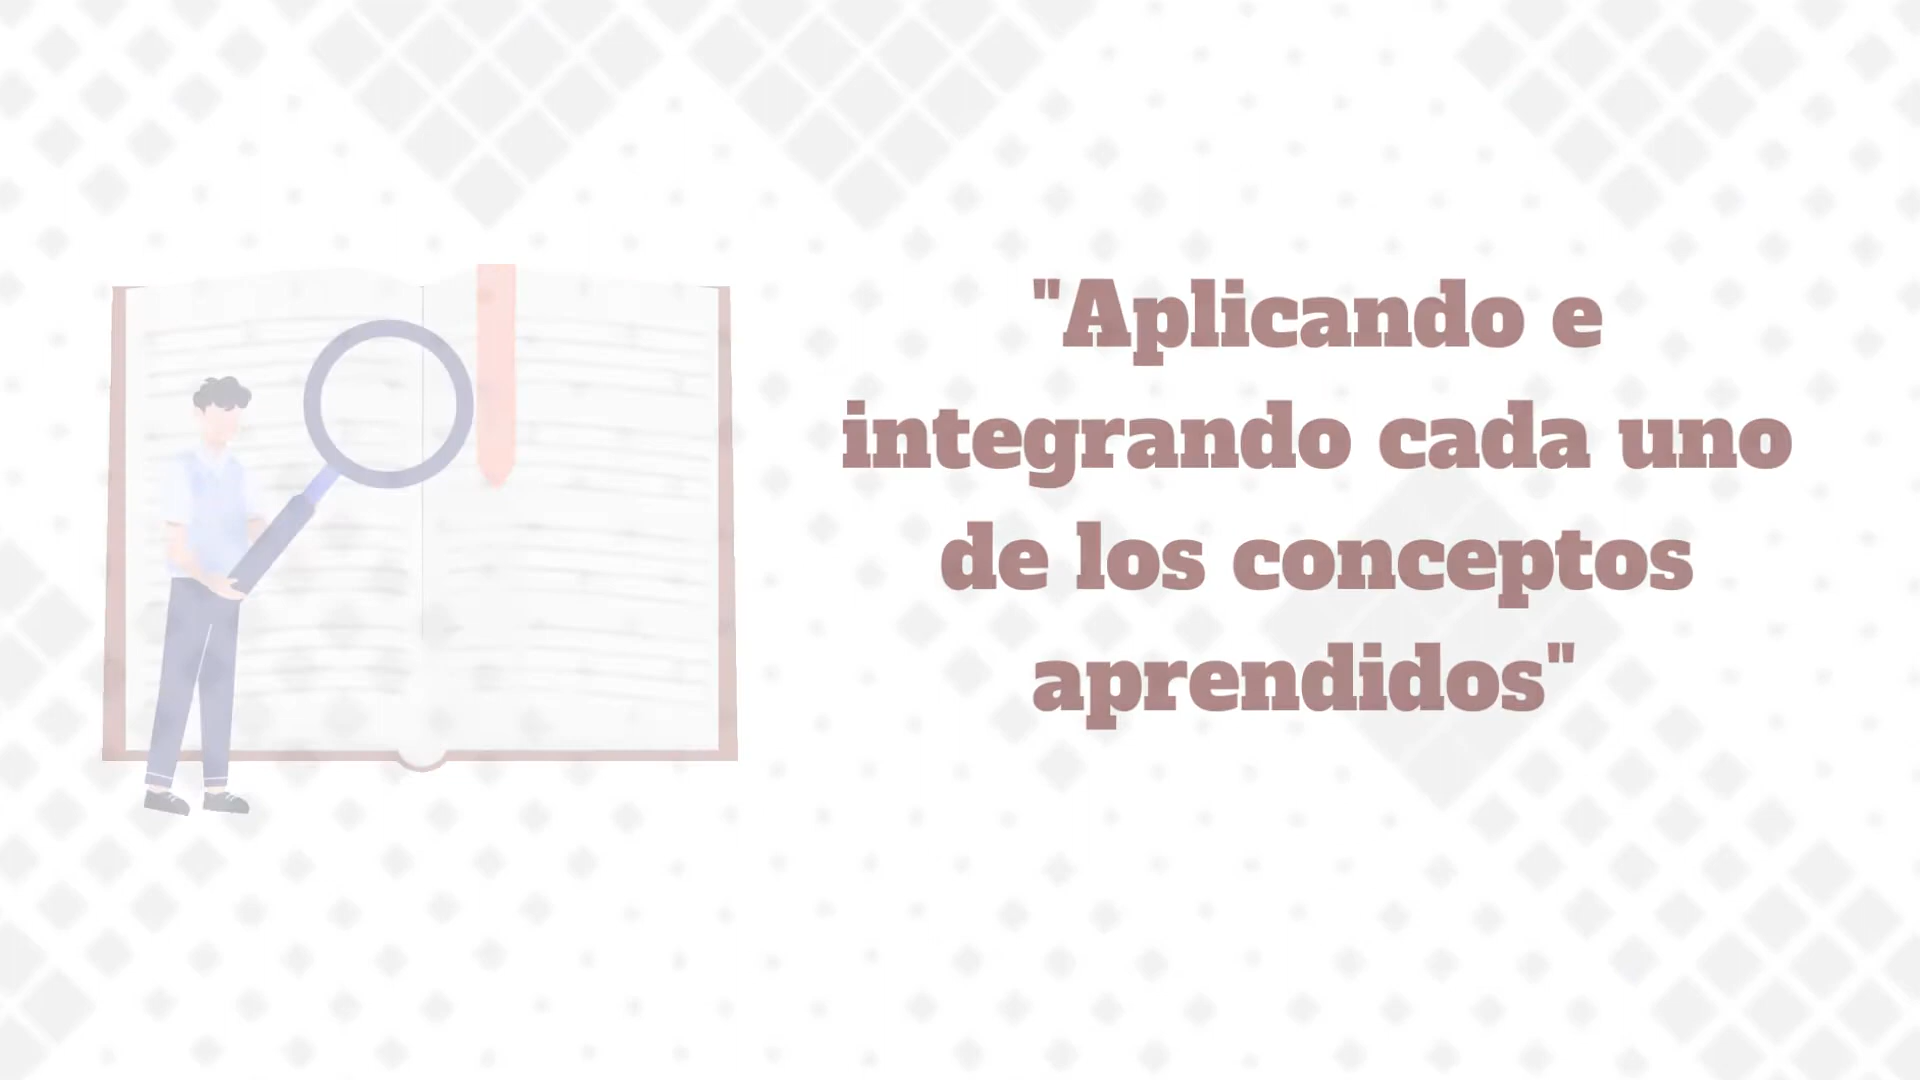 "Aplicando e
integrando cada uno
de los conceptos
aprendidos"